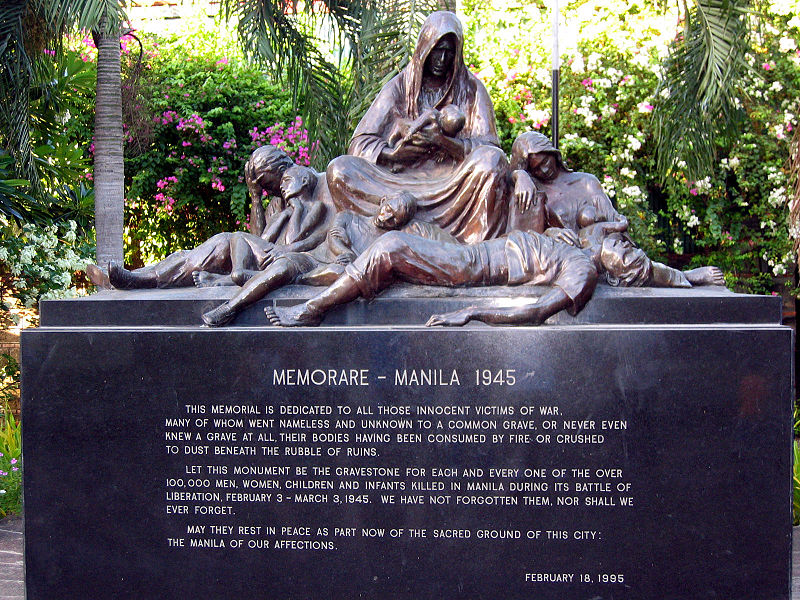 MEMORARE - MANILA 1945
THIS MEMORIAL IS DEDICATED TO ALL THOSE INNOCENT VICTIMS OF WAR,
MANY OF WHOM WENT NAMELESS AND UNKNOWN TO A COMMON GRAVE, OR NEVER EVEN
KNEW A GRAVE AT ALL, THEIR BODIES HAVING BEEN CONSUMED BY FIRE OR CRUSHED
TO DUST BENEATH THE RUBBLE OF RUINS.
LET THIS MONUMENT BE THE GRAVESTONE FOR EACH AND EVERY ONE OF THE OVER
100,000 MEN, WOMEN, CHILDREN AND INFANTS KILLED IN MANILA DURING ITS BATTLE OF
LIBERATION, FEBRUARY 3 - MARCH 3, 1945. WE HAVE NOT FORGOTTEN THEM, NOR SHALL WE
EVER FORGET.
MAY THEY REST IN PEACE AS PART NOW OF THE SACRED GROUND OF THIS CITY:
THE MANILA OF OUR AFFECTIONS.
FEBRUARY 18, 1995